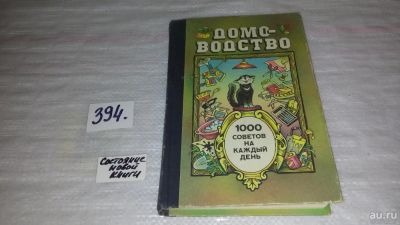 394.
Состояние
новой
книги
ДОМО-
ВОДСТВО
1000
СОВЕТОВ
НА
КАЖДЫЙ
ДЕНЬ
au.ru